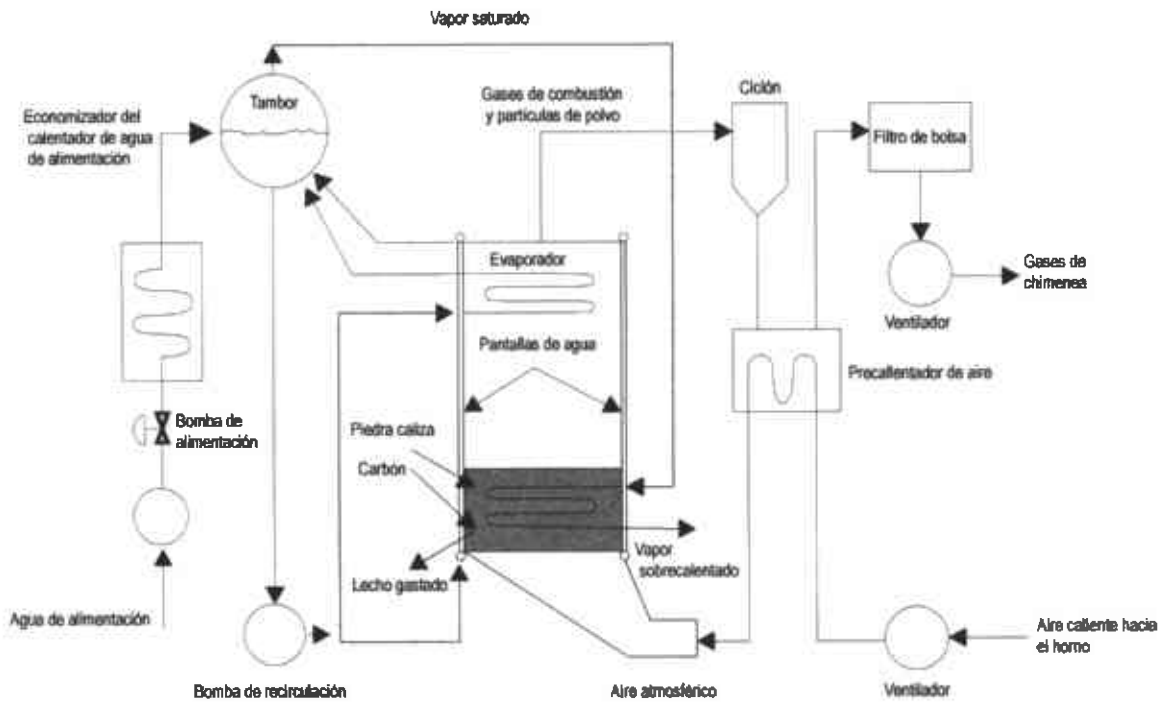 Vapor saturado
Tambor
Economizador del
calentador de agua
de alimentación
Gases de combustión
y partículas de polvo
Ciclón
Filtro de bolsa
Evaporador
Gases de
chimenea
Ventilador
Pantallas de agua
Precalentador de aire
Bomba de
alimentación
Piedra caliza
Carbón
Lecho gastado
Vapor
sobrecalentado
Agua de alimentación
Aire caliente hacia
el horno
Bomba de recirculación
Aire atmosférico
Ventilador